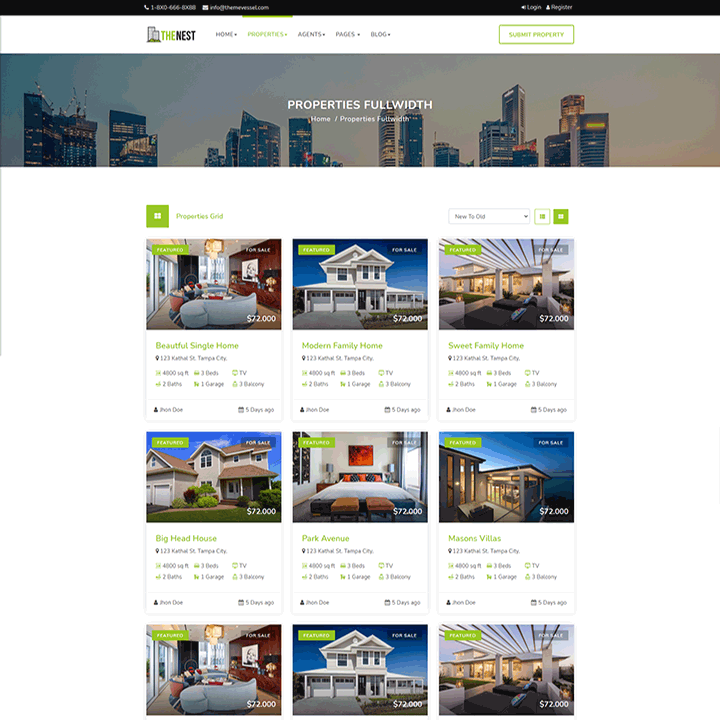 1-8X0-666-8X88 info@themevessel.com Login Register
THENEST HOME PROPERTIES AGENTS PAGES BLOG SUBMIT PROPERTY
PROPERTIES FULLWIDTH
Home / Properties Fullwidth
Properties Grid New To Old
FEATURED FOR SALE FEATURED FOR SALE FEATURED FOR SALE
$72.000 $72.000 $72.000
Beautful Single Home Modern Family Home Sweet Family Home
123 Kathal St. Tampa City, 123 Kathal St. Tampa City, 123 Kathal St. Tampa City,
4800 sq ft 3 Beds TV 4800 sq ft 3 Beds TV 4800 sq ft 3 Beds TV
2 Baths 1 Garage 3 Balcony 2 Baths 1 Garage 3 Balcony 2 Baths 1 Garage 3 Balcony
Jhon Doe 5 Days ago Jhon Doe 5 Days ago Jhon Doe 5 Days ago
FEATURED FOR SALE FEATURED FOR SALE FEATURED FOR SALE
$72.000 $72.000 $72.000
Big Head House Park Avenue Masons Villas
123 Kathal St. Tampa City, 123 Kathal St. Tampa City, 123 Kathal St. Tampa City,
4800 sq ft 3 Beds TV 4800 sq ft 3 Beds TV 4800 sq ft 3 Beds TV
2 Baths 1 Garage 3 Balcony 2 Baths 1 Garage 3 Balcony 2 Baths 1 Garage 3 Balcony
Jhon Doe 5 Days ago Jhon Doe 5 Days ago Jhon Doe 5 Days ago
FEATURED FOR SALE FEATURED FOR SALE FEATURED FOR SALE
$72.000 $72.000 $72.000